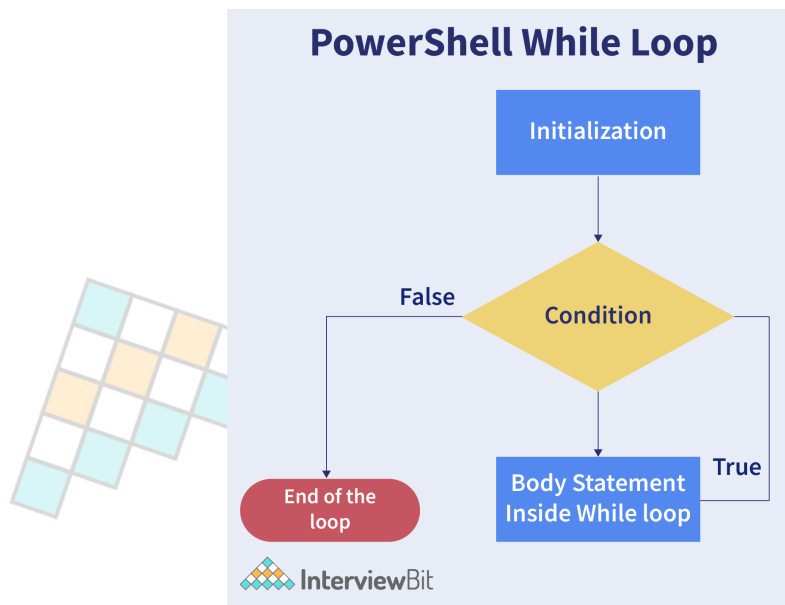 PowerShell While Loop
Initialization
False
Condition
True
Body Statement
Inside While loop
End of the
loop
InterviewBit